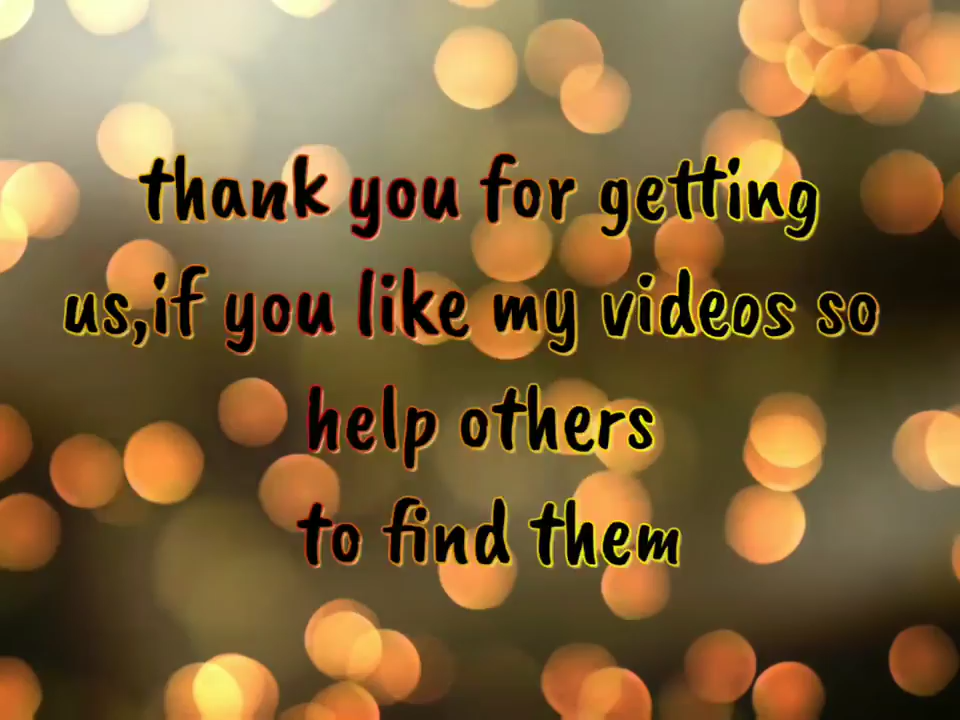 thank you for getting
us,if you like my videos so
help others
to find them